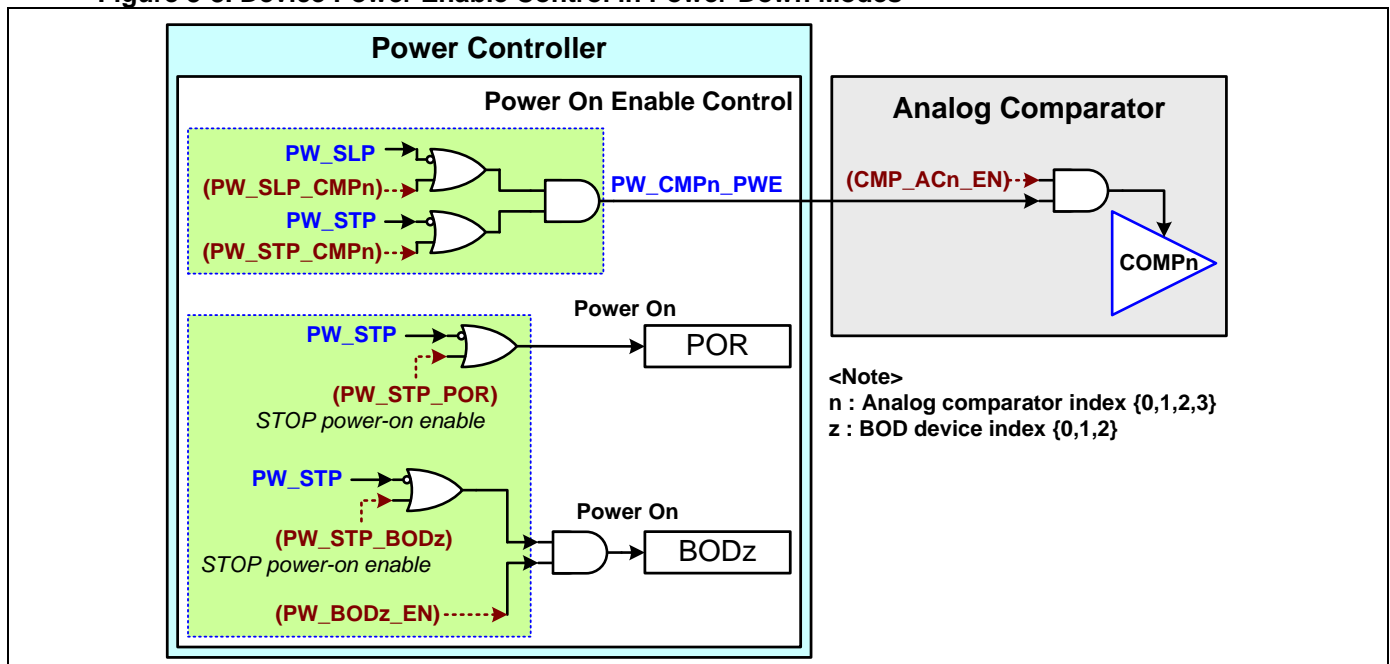 Power Controller
Power On Enable Control
PW_SLP
(PW_SLP_CMPn)
PW_STP
(PW_STP_CMPn)
PW_CMPn_PWE
Analog Comparator
(CMP_ACn_EN)
COMPn
PW_STP
(PW_STP_POR)
STOP power-on enable
Power On
POR
PW_STP
(PW_STP_BODz)
STOP power-on enable
(PW_BODz_EN)
Power On
BODz
<Note>
n : Analog comparator index {0,1,2,3}
z : BOD device index {0,1,2}